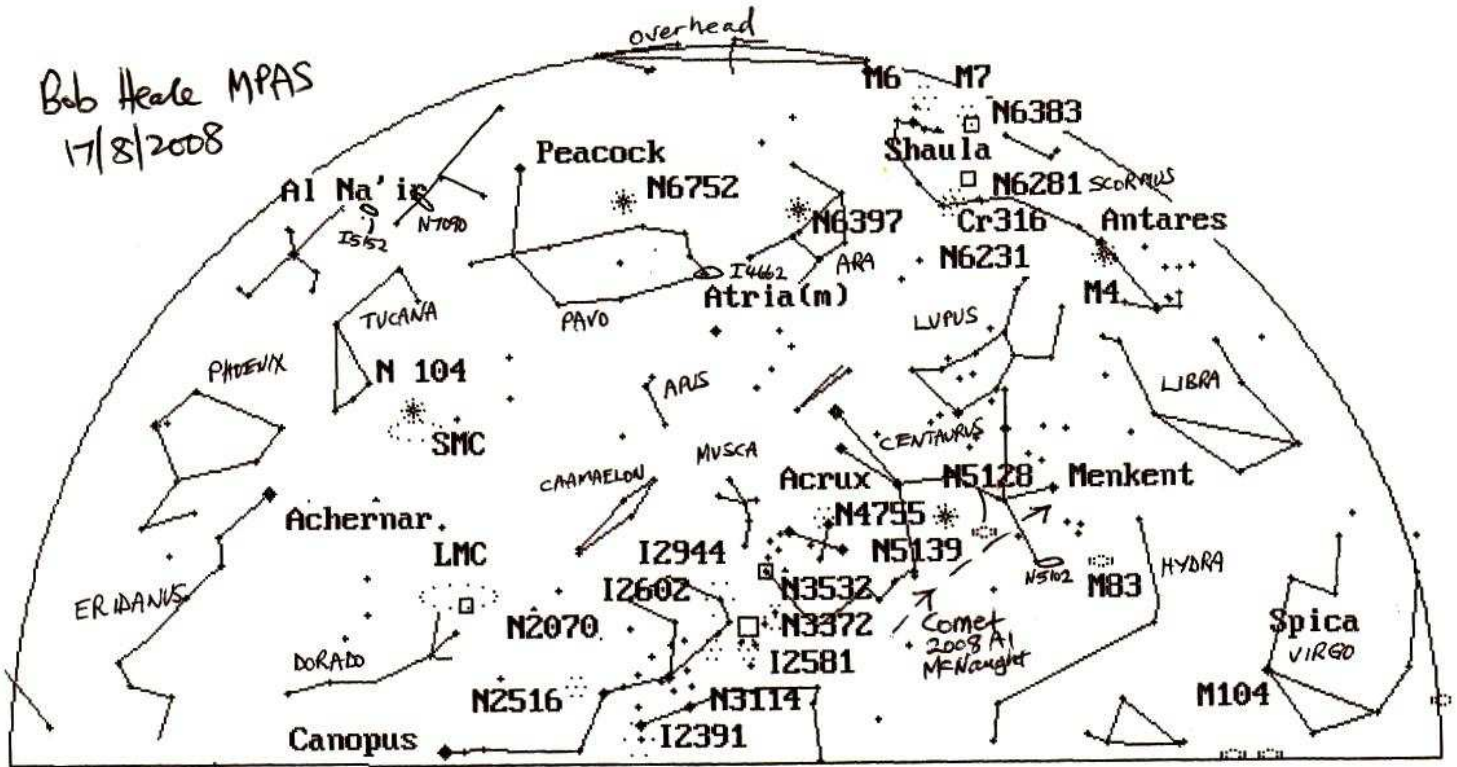 overhead
Bob Heale MPAS
17/8/2008
M6
M7
N6383
Peacock
Shaula
Al Na'ir
N6752
N6281
SCORPIUS
I5152
N7090
N6397
Cr316
Antares
ARA
N6231
I4662
M4
Atria(m)
TUCANA
PAVO
LUPUS
PHOENIX
N 104
APUS
LIBRA
SMC
CENTAURUS
MUSCA
CAAMAELON
Acrux
N5128
Menkent
Achernar
N4755
LMC
I2944
N5139
N5102
M83
HYDRA
I2602
N3532
ERIDANUS
N2070
N3372
Comet
2008 A1
McNaught
Spica
VIRGO
DORADO
I2581
N2516
N3114
M104
Canopus
I2391